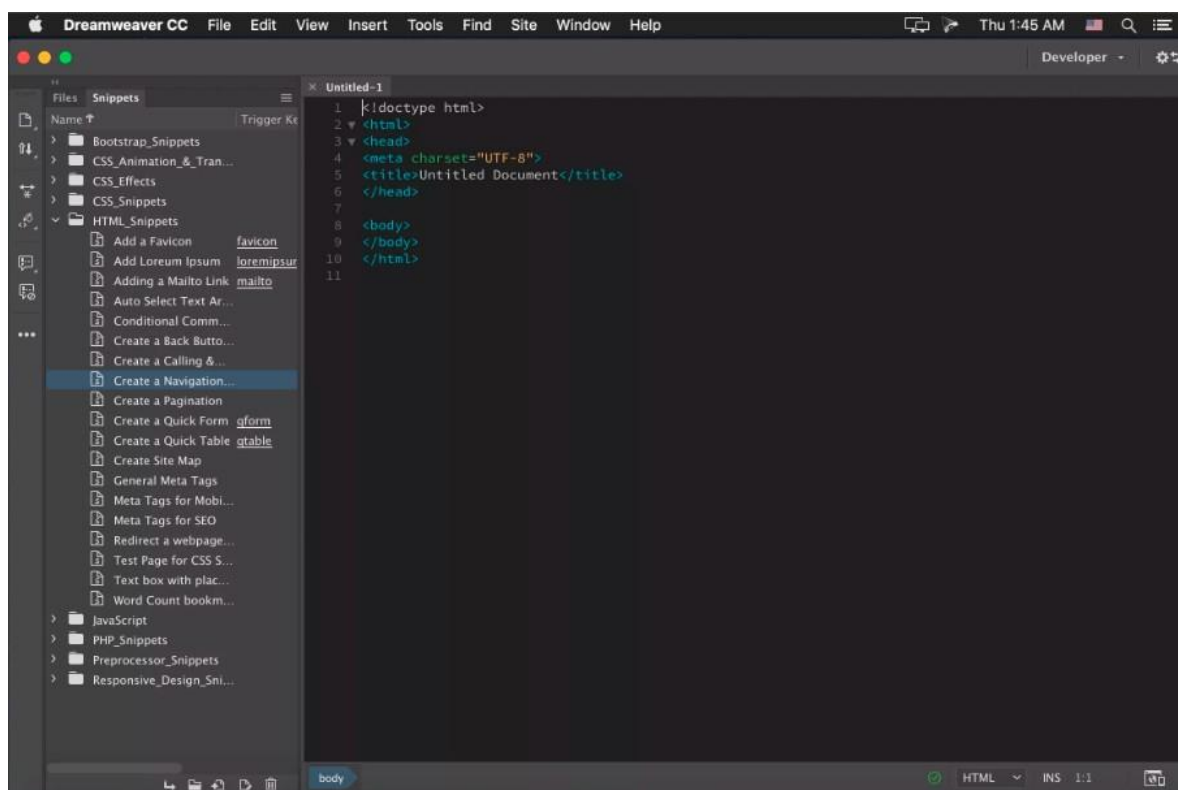 Dreamweaver CC File Edit View Insert Tools Find Site Window Help Thu 1:45 AM
Developer
Files Snippets
Untitled-1
Name Trigger Ke
Bootstrap_Snippets
CSS_Animation_&_Tran...
CSS_Effects
CSS_Snippets
HTML_Snippets
Add a Favicon favicon
Add Loreum Ipsum loremipsur
Adding a Mailto Link mailto
Auto Select Text Ar...
Conditional Comm...
Create a Back Butto...
Create a Calling &...
Create a Navigation...
Create a Pagination
Create a Quick Form qform
Create a Quick Table qtable
Create Site Map
General Meta Tags
Meta Tags for Mobi...
Meta Tags for SEO
Redirect a webpage...
Test Page for CSS S...
Text box with plac...
Word Count bookm...
JavaScript
PHP_Snippets
Preprocessor_Snippets
Responsive_Design_Sni...
1 <!doctype html>
2 <html>
3 <head>
4 <meta charset="UTF-8">
5 <title>Untitled Document</title>
6 </head>
7
8 <body>
9 </body>
10 </html>
11
body HTML INS 1:1